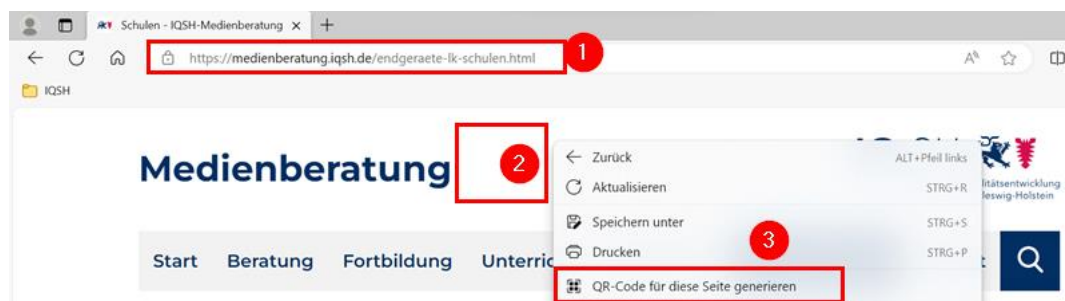 Schulen - IQSH-Medienberatung
https://medienberatung.iqsh.de/endgeraete-lk-schulen.html
1
IQSH
Medienberatung
2
Zurück ALT+Pfeil links
Aktualisieren STRG+R
Speichern unter STRG+S
Drucken STRG+P
3
QR-Code für diese Seite generieren
litätsentwicklung
leswig-Holstein
Start Beratung Fortbildung Unterric